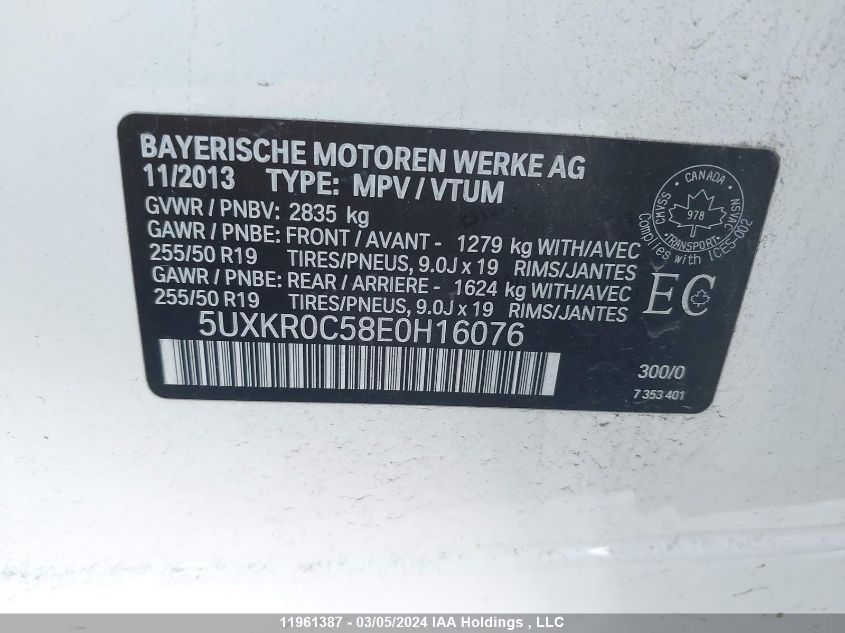 BAYERISCHE MOTOREN WERKE AG
11/2013 TYPE: MPV / VTUM
GVWR / PNBV: 2835 kg
GAWR / PNBE: FRONT / AVANT - 1279 kg WITH/AVEC
255/50 R19 TIRES/PNEUS, 9.0J x 19 RIMS/JANTES
GAWR / PNBE: REAR / ARRIERE - 1624 kg WITH/AVEC
255/50 R19 TIRES/PNEUS, 9.0J x 19 RIMS/JANTES
5UXKR0C58E0H16076
CANADA
CMVSS
NSVAC
978
TRANSPORT
Complies with ICES-002
EC
300/0
7 353 401
11961387 - 03/05/2024 IAA Holdings , LLC